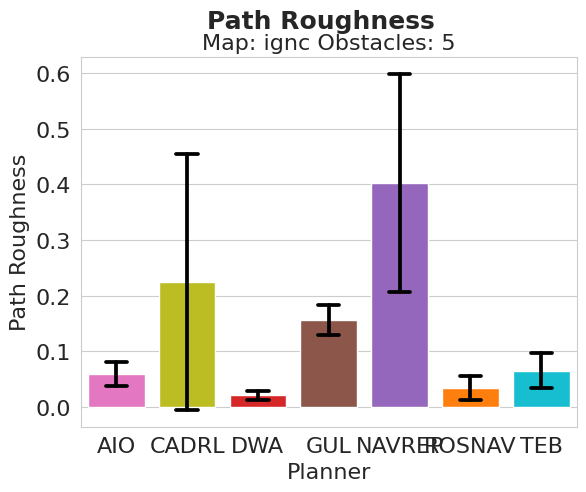 Path Roughness
Map: ignc Obstacles: 5
Path Roughness
0.6
0.5
0.4
0.3
0.2
0.1
0.0
AIO CADRL DWA GUL NAVREP ROSNAV TEB
Planner